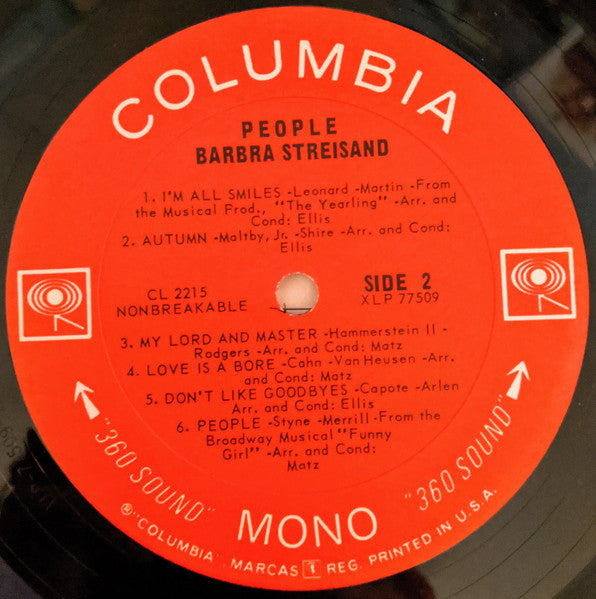 COLUMBIA
PEOPLE
BARBRA STREISAND
1. I'M ALL SMILES -Leonard -Martin -From
the Musical Prod., "The Yearling" -Arr. and
Cond: Ellis
2. AUTUMN -Maltby, Jr. -Shire -Arr. and Cond:
Ellis
CL 2215
NONBREAKABLE
SIDE 2
XLP 77509
3. MY LORD AND MASTER -Hammerstein II -
Rodgers -Arr. and Cond: Matz
4. LOVE IS A BORE -Cahn -Van Heusen -Arr.
and Cond: Matz
5. DON'T LIKE GOODBYES -Capote -Arlen
Arr. and Cond: Ellis
6. PEOPLE -Styne -Merrill -From the
Broadway Musical "Funny
Girl" -Arr. and Cond:
Matz
"360 SOUND"
MONO
"360 SOUND"
® "COLUMBIA", MARCAS T REG. PRINTED IN U.S.A.